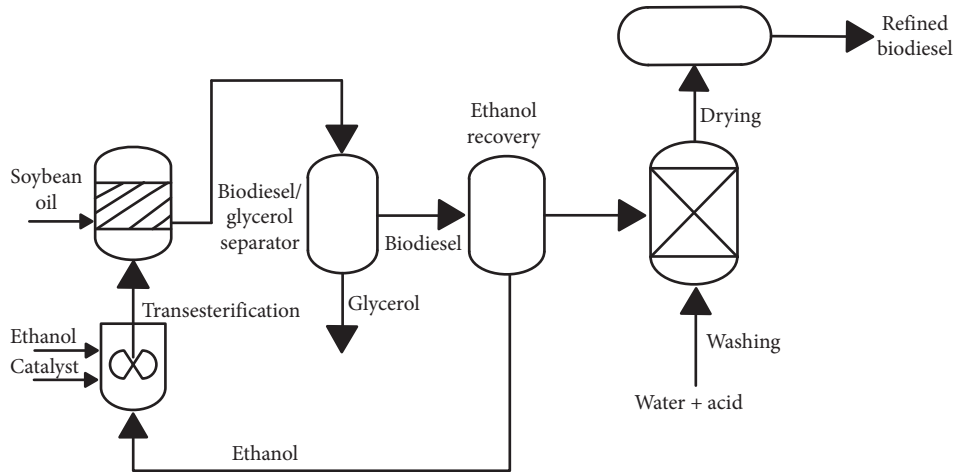 Refined
biodiesel
Drying
Ethanol
recovery
Soybean
oil
Biodiesel/
glycerol
separator
Biodiesel
Transesterification
Glycerol
Ethanol
Catalyst
Washing
Water + acid
Ethanol